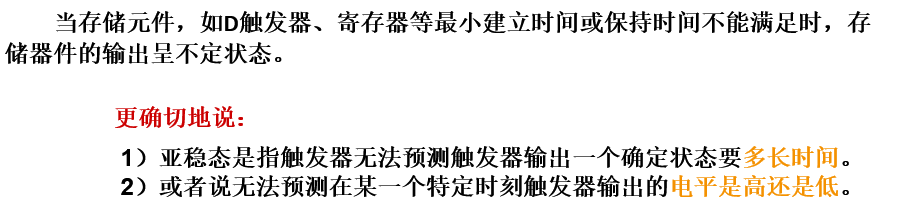 当存储元件，如D触发器、寄存器等最小建立时间或保持时间不能满足时，存
储器件的输出呈不定状态。
更确切地说：
1）亚稳态是指触发器无法预测触发器输出一个确定状态要多长时间。
2）或者说无法预测在某一个特定时刻触发器输出的电平是高还是低。